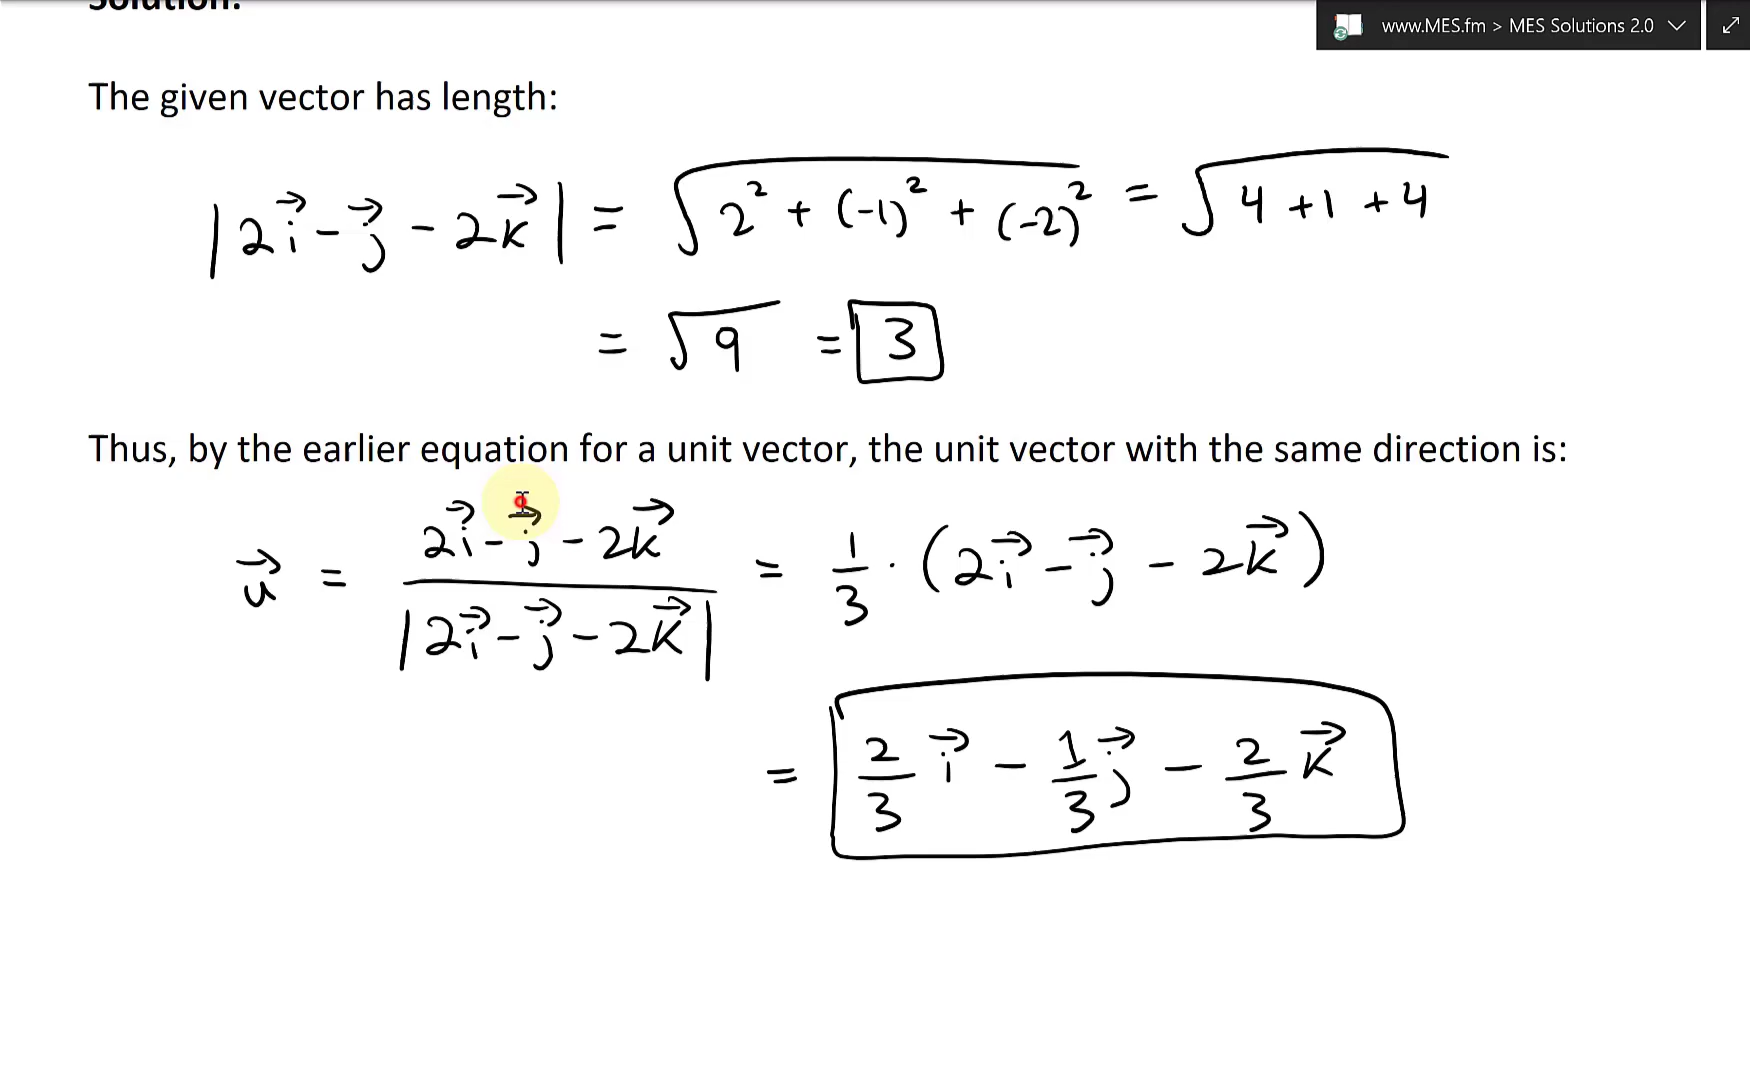 Solution:
www.MES.fm > MES Solutions 2.0
The given vector has length:
|2i⃗ - j⃗ - 2k⃗| = √(2² + (-1)² + (-2)²) = √(4 + 1 + 4)
= √9 = 3
Thus, by the earlier equation for a unit vector, the unit vector with the same direction is:
u⃗ = (2i⃗ - j⃗ - 2k⃗) / |2i⃗ - j⃗ - 2k⃗| = 1/3 · (2i⃗ - j⃗ - 2k⃗)
= 2/3 i⃗ - 1/3 j⃗ - 2/3 k⃗